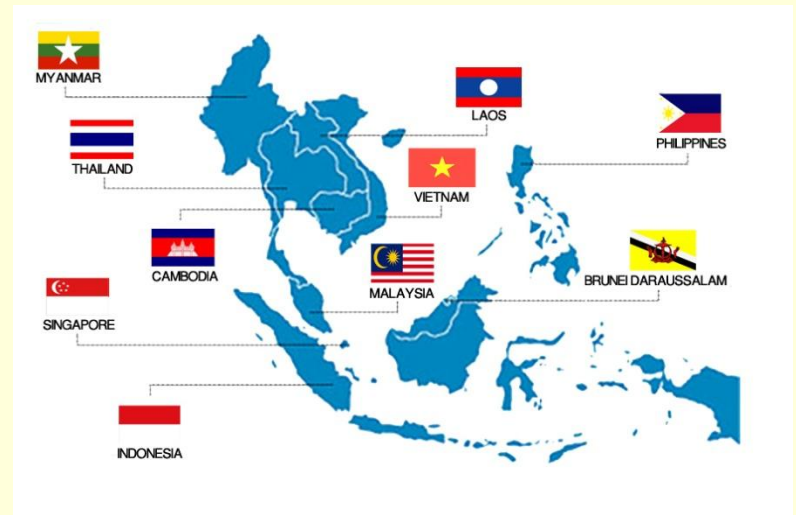 MYANMAR
LAOS
PHILIPPINES
THAILAND
VIETNAM
CAMBODIA
MALAYSIA
BRUNEI DARAUSSALAM
SINGAPORE
INDONESIA